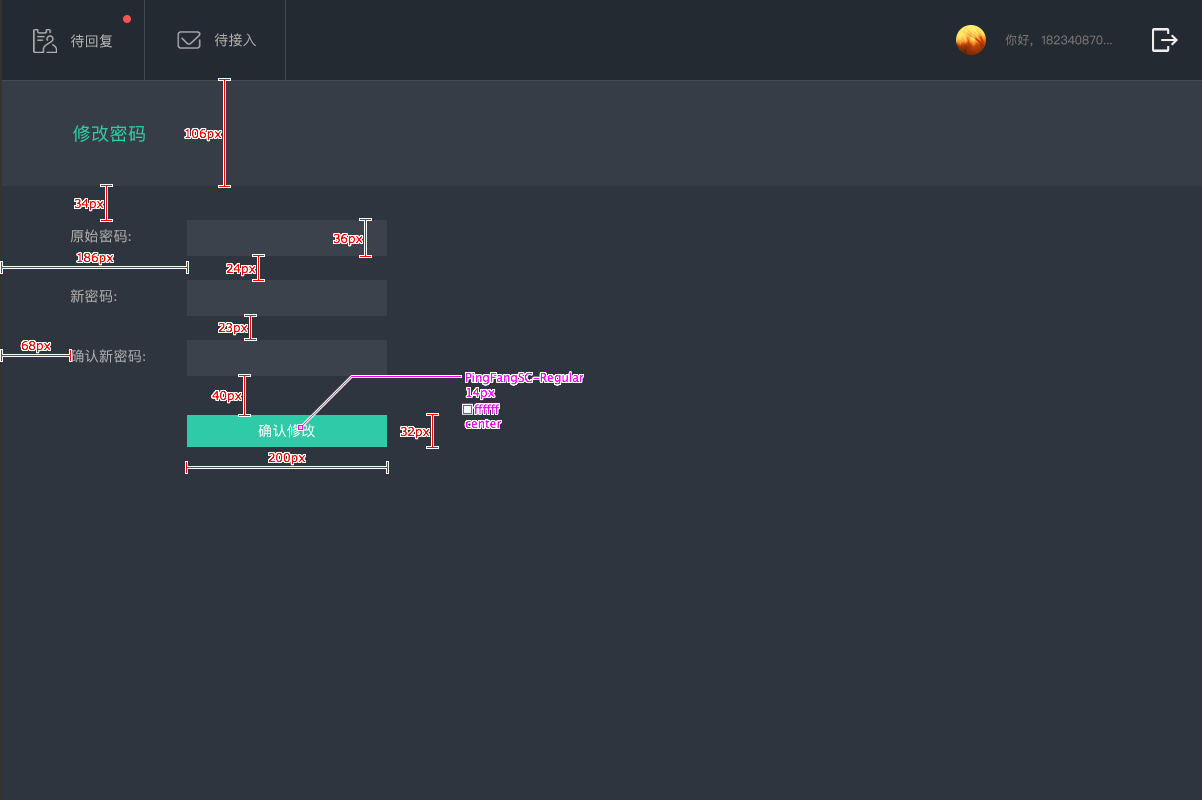 待回复
待接入
你好，182340870...
修改密码
106px
34px
原始密码:
36px
186px
24px
新密码:
23px
68px
确认新密码:
40px
PingFangSC-Regular
14px
ffffff
center
确认修改
32px
200px